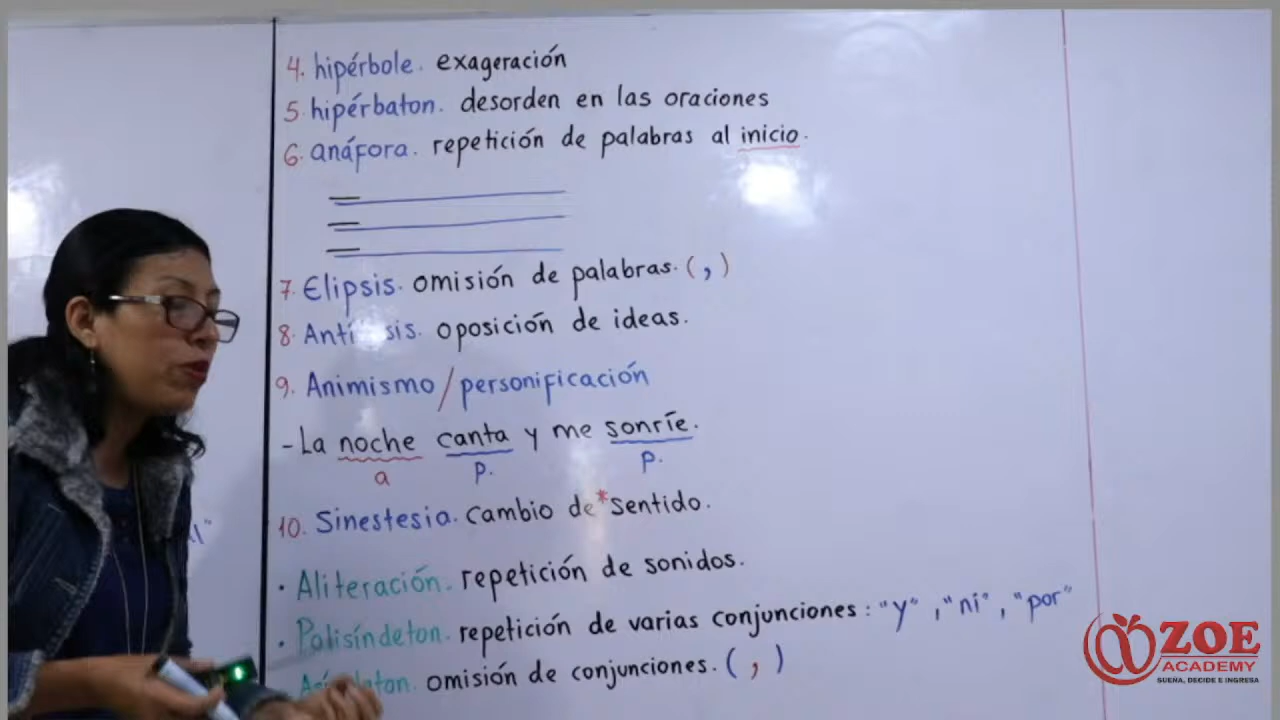 4. hipérbole. exageración
5. hipérbaton. desorden en las oraciones
6. anáfora. repetición de palabras al inicio.
7. Elipsis. omisión de palabras. ( , )
8. oposición de ideas.
9. Animismo / personificación
- La noche canta y me sonríe.
a p. p.
10. Sinestesia. cambio de *sentido.
• Aliteración. repetición de sonidos.
• Polisíndeton. repetición de varias conjunciones : "y" , "ni" , "por"
omisión de conjunciones. ( , )
ZOE
ACADEMY
SUEÑA, DECIDE E INGRESA